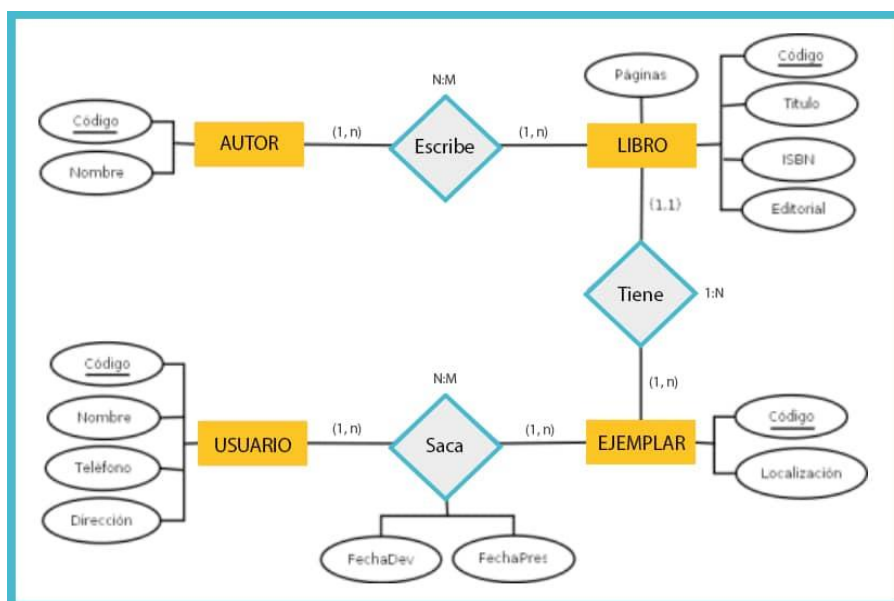 Código
Nombre
AUTOR
(1, n)
N:M
Escribe
(1, n)
LIBRO
Páginas
Código
Titulo
ISBN
Editorial
(1,1)
Tiene
1:N
(1, n)
Código
Nombre
Teléfono
Dirección
USUARIO
(1, n)
N:M
Saca
(1, n)
EJEMPLAR
Código
Localización
FechaDev
FechaPres